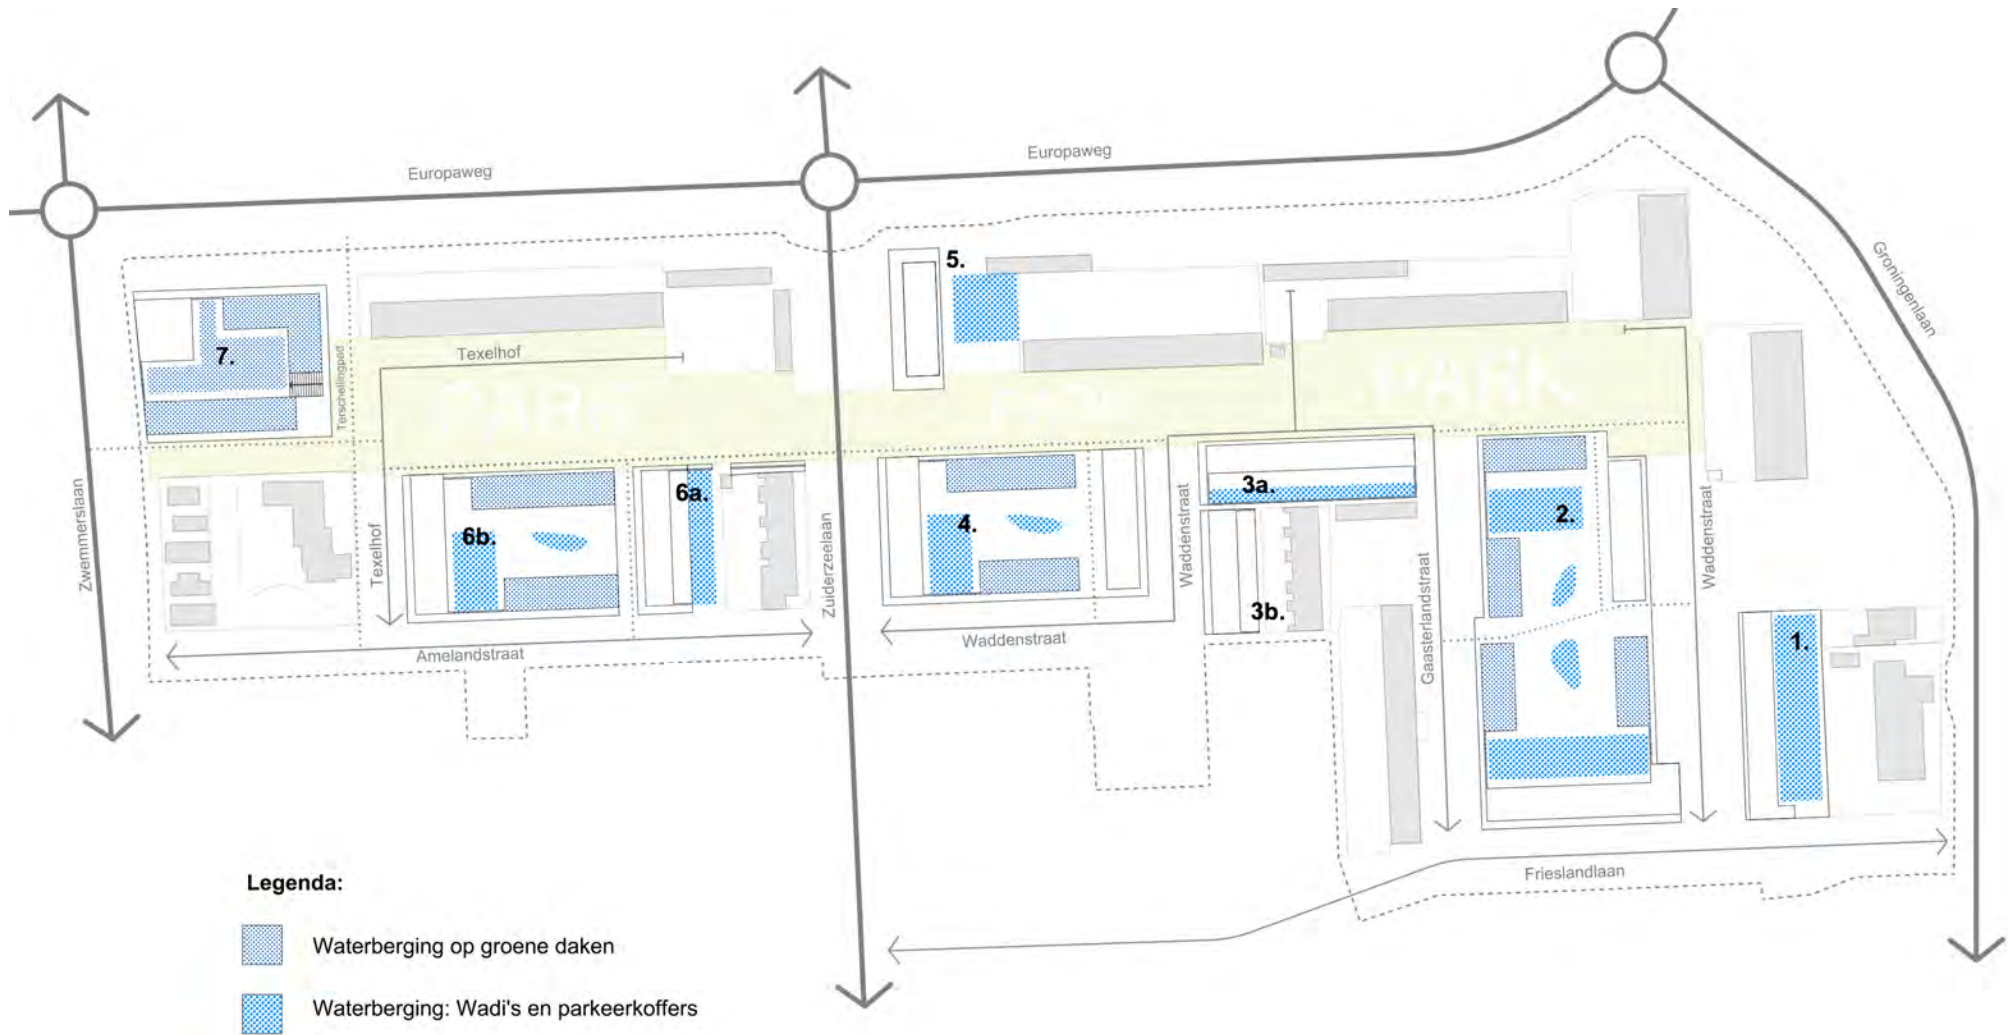 Europaweg
Europaweg
Groningenlaan
5.
7.
Texelhof
Terschellingpad
PARK
PARK
Zwemmerslaan
Texelhof
6b.
6a.
Zuiderzeelaan
4.
Waddenstraat
3a.
3b.
Gaasterlandstraat
2.
Waddenstraat
1.
Amelandstraat
Waddenstraat
Frieslandlaan
Legenda:
Waterberging op groene daken
Waterberging: Wadi's en parkeerkoffers